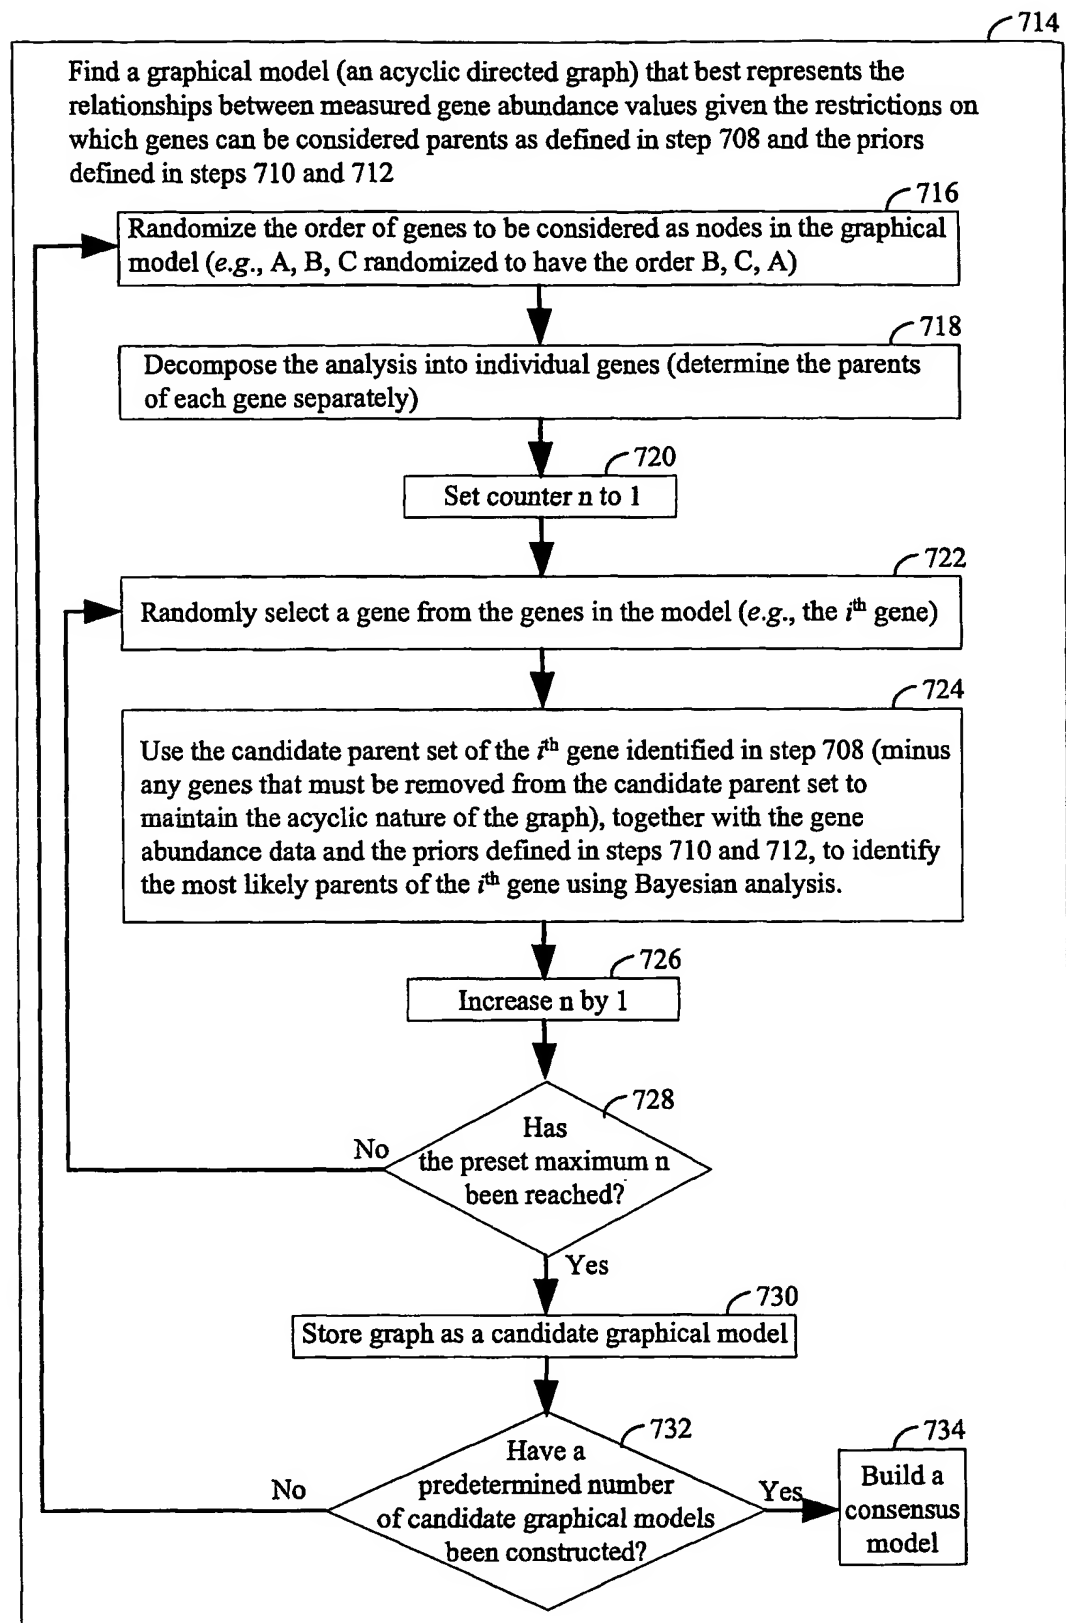 714
Find a graphical model (an acyclic directed graph) that best represents the
relationships between measured gene abundance values given the restrictions on
which genes can be considered parents as defined in step 708 and the priors
defined in steps 710 and 712
716
Randomize the order of genes to be considered as nodes in the graphical
model (e.g., A, B, C randomized to have the order B, C, A)
718
Decompose the analysis into individual genes (determine the parents
of each gene separately)
720
Set counter n to 1
722
Randomly select a gene from the genes in the model (e.g., the ith gene)
724
Use the candidate parent set of the ith gene identified in step 708 (minus
any genes that must be removed from the candidate parent set to
maintain the acyclic nature of the graph), together with the gene
abundance data and the priors defined in steps 710 and 712, to identify
the most likely parents of the ith gene using Bayesian analysis.
726
Increase n by 1
728
Has
the preset maximum n
been reached?
No
Yes
730
Store graph as a candidate graphical model
732
Have a
predetermined number
of candidate graphical models
been constructed?
No
Yes
734
Build a
consensus
model